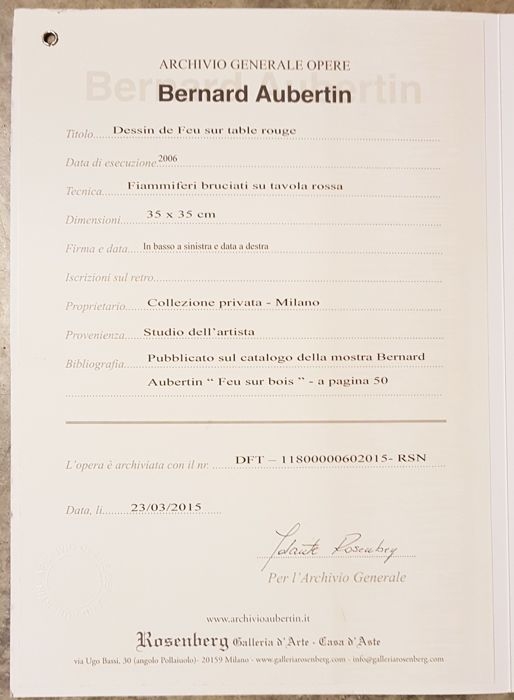 ARCHIVIO GENERALE OPERE
Bernard Aubertin
Titolo.....Dessin de Feu sur table rouge
Data di esecuzione.2006
Tecnica........Fiammiferi bruciati su tavola rossa
Dimensioni......35 x 35 cm
Firma e data....In basso a sinistra e data a destra
Iscrizioni sul retro
Proprietario......Collezione privata - Milano
Provenienza.....Studio dell'artista
Bibliografia......Pubblicato sul catalogo della mostra Bernard
Aubertin “ Feu sur bois ” - a pagina 50
L'opera è archiviata con il nr. ......DFT – 11800000602015- RSN
Data, li........23/03/2015
Jolante Rosenberg
Per l'Archivio Generale
www.archivioaubertin.it
Rosenberg Galleria d'Arte - Casa d'Aste
via Ugo Bassi, 30 (angolo Pollaiuolo)- 20159 Milano - www.galleriarosenberg.com - info@galleriarosenberg.com